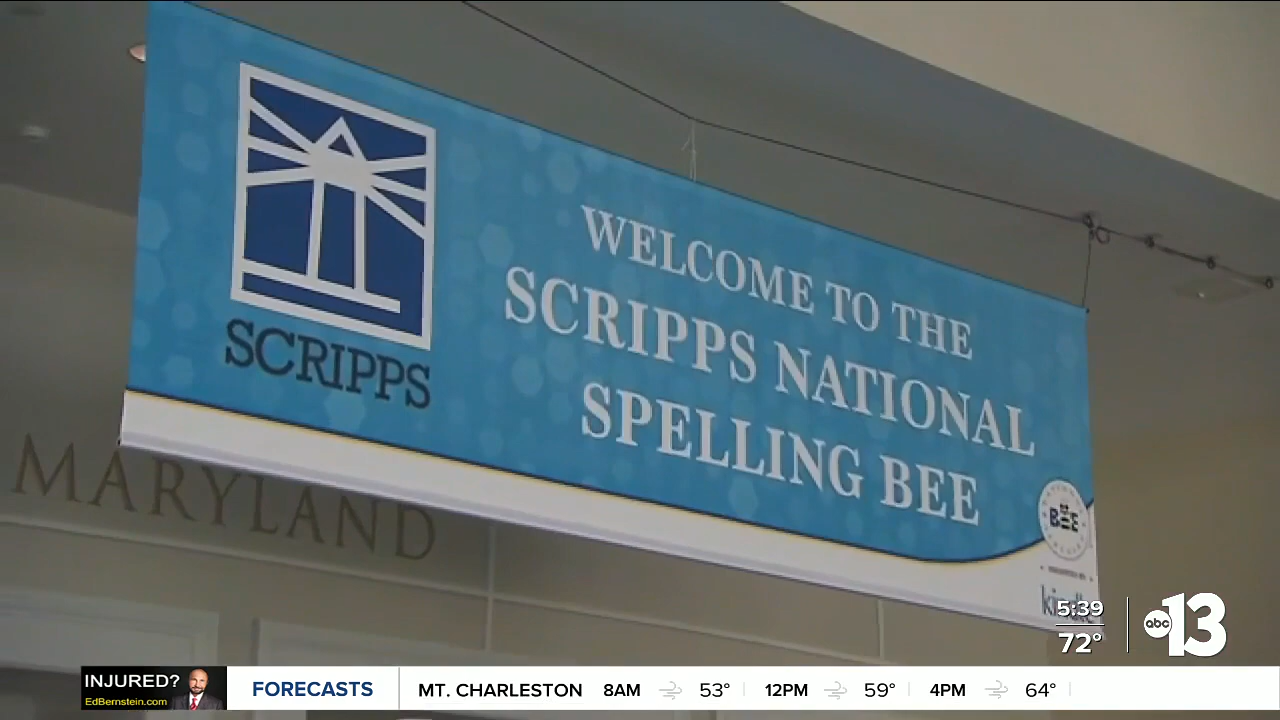 WELCOME TO THE
SCRIPPS NATIONAL
SPELLING BEE
SCRIPPS
BEE
MARYLAND
5:39
72°
abc 13
INJURED?
EdBernstein.com
FORECASTS
MT. CHARLESTON 8AM 53° 12PM 59° 4PM 64°